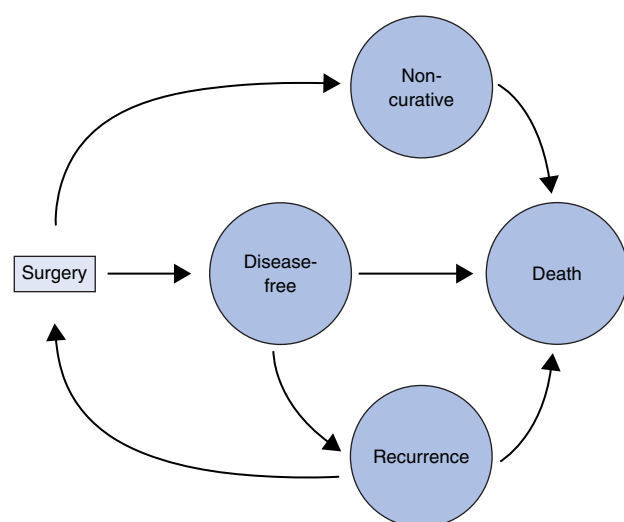 Non-
curative
Surgery
Disease-
free
Death
Recurrence